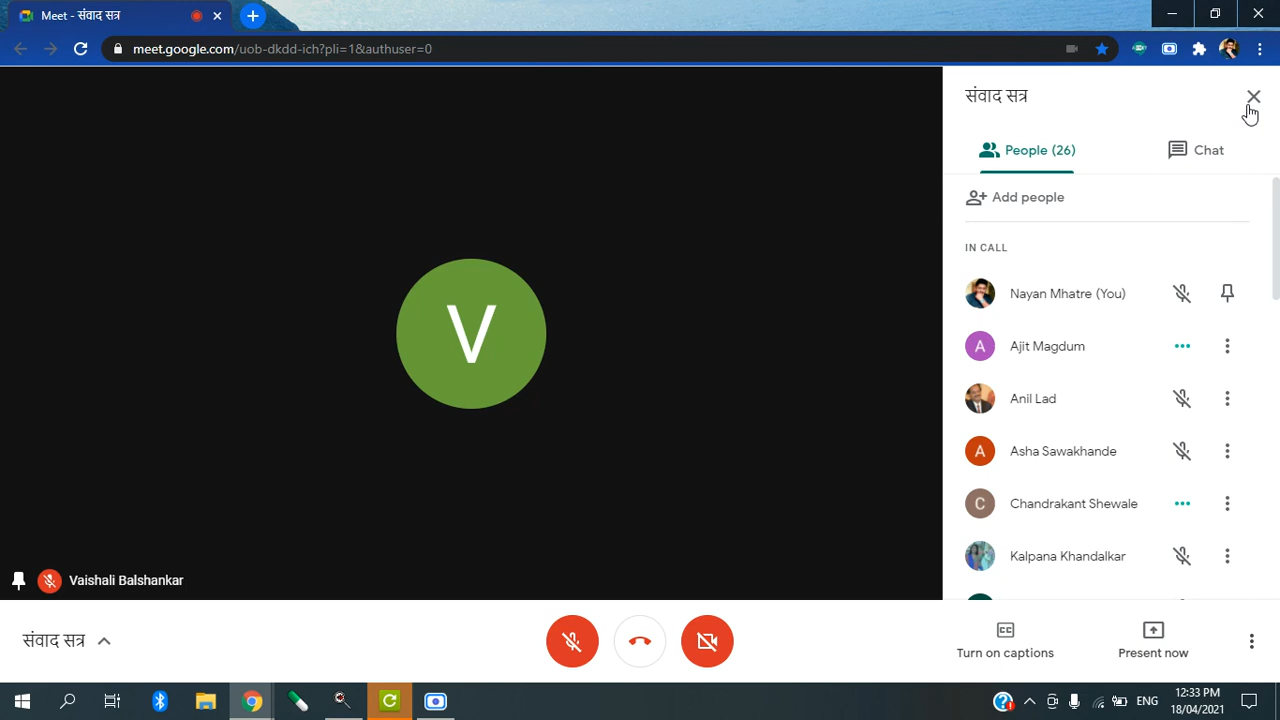 Meet - संवाद सत्र
meet.google.com/uob-dkdd-ich?pli=1&authuser=0
संवाद सत्र
People (26)
Chat
Add people
IN CALL
Nayan Mhatre (You)
A Ajit Magdum
Anil Lad
A Asha Sawakhande
C Chandrakant Shewale
Kalpana Khandalkar
V
Vaishali Balshankar
संवाद सत्र
CC
Turn on captions
Present now
ENG
12:33 PM
18/04/2021